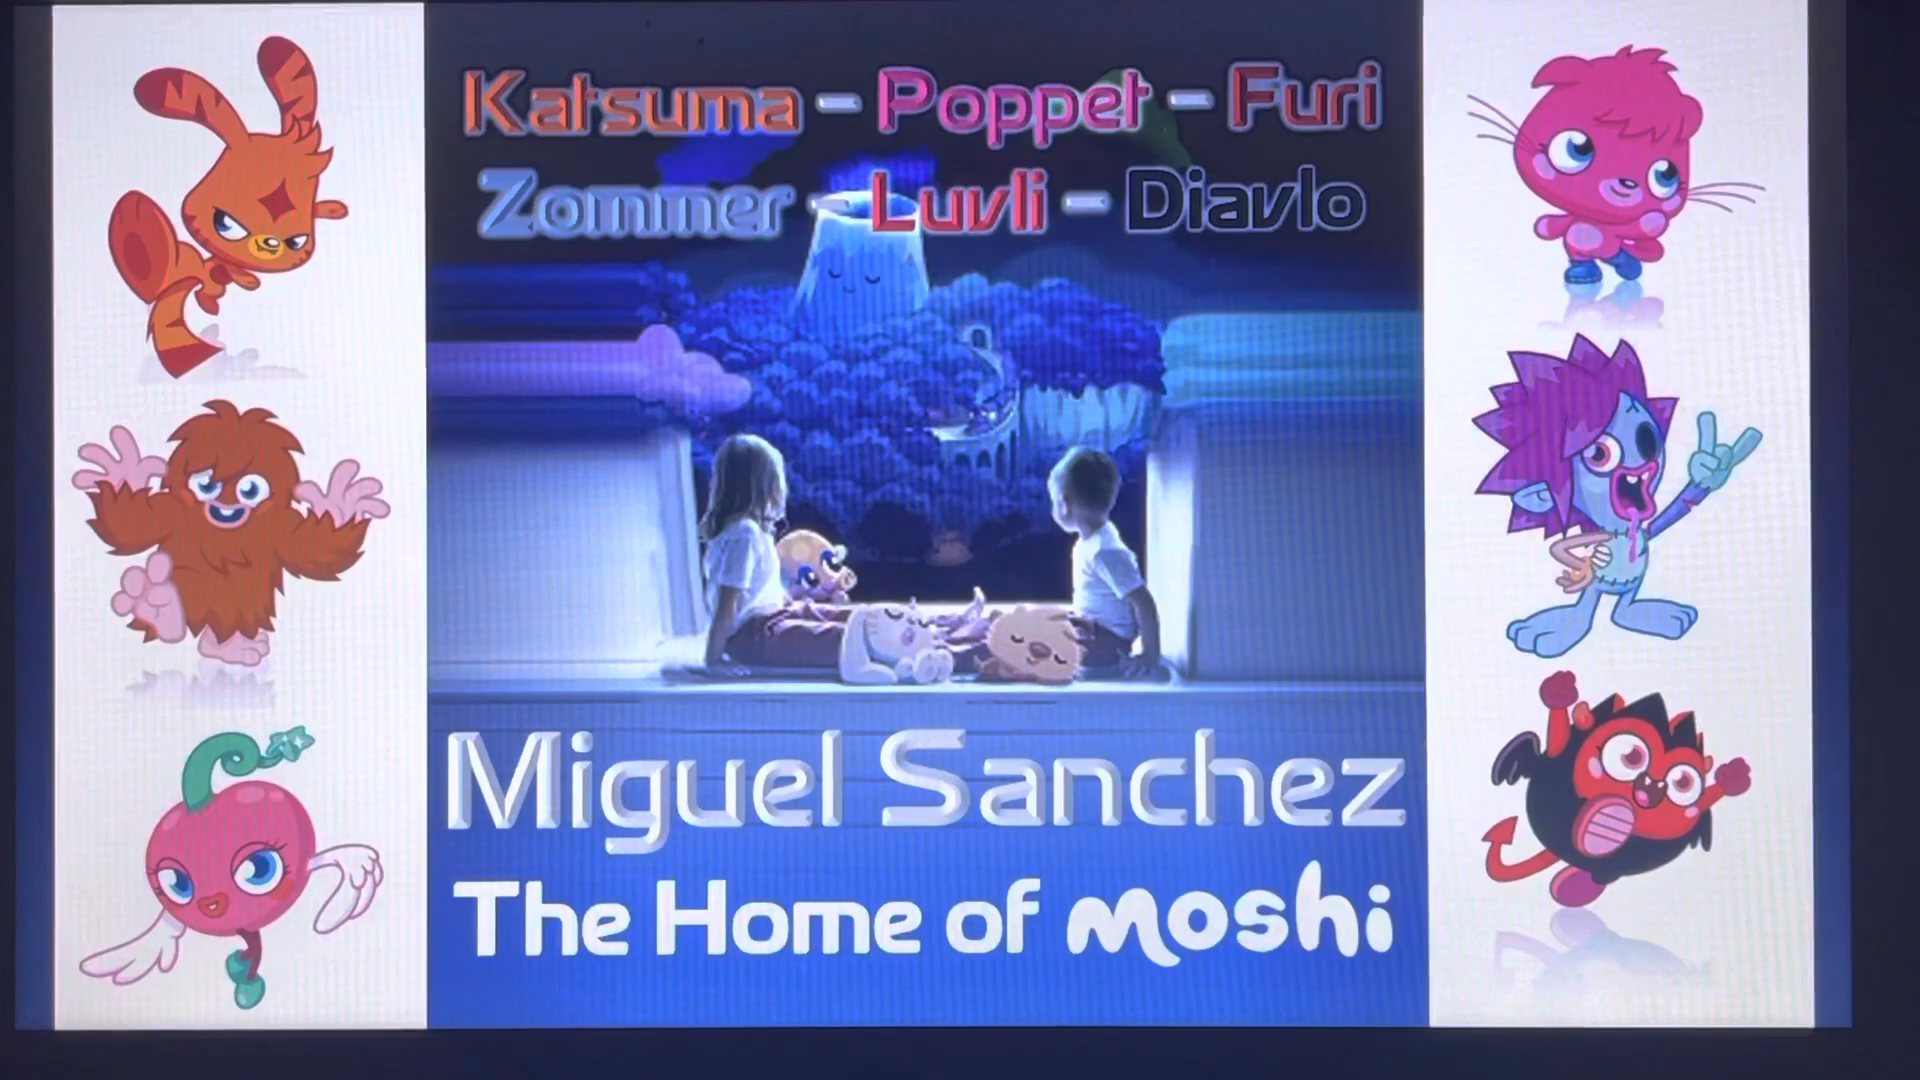 Katsuma - Poppet - Furi
Zommer - Luvli - Diavlo
Miguel Sanchez
The Home of moshi